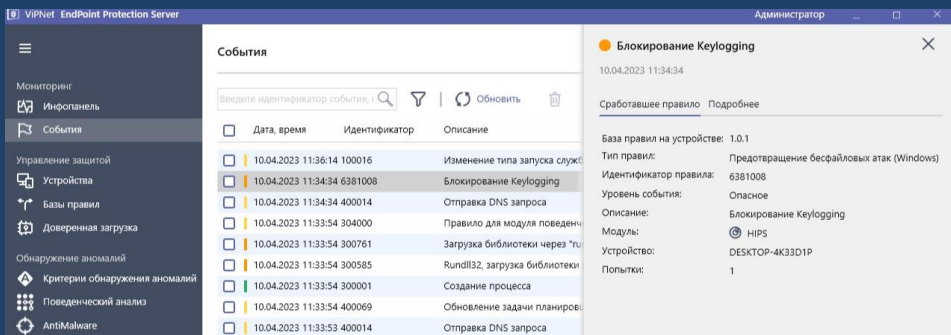 ViPNet EndPoint Protection Server
Администратор
Мониторинг
Инфопанель
События
Управление защитой
Устройства
Базы правил
Доверенная загрузка
Обнаружение аномалий
Критерии обнаружения аномалий
Поведенческий анализ
AntiMalware
События
Введите идентификатор события,
Обновить
Дата, время Идентификатор Описание
10.04.2023 11:36:14 100016 Изменение типа запуска
10.04.2023 11:34:34 6381008 Блокирование Keylogging
10.04.2023 11:34:34 400014 Отправка DNS запроса
10.04.2023 11:33:54 304000 Правило для модуля
10.04.2023 11:33:54 300761 Загрузка библиотеки через
10.04.2023 11:33:54 300585 Rundll32, загрузка библиотеки
10.04.2023 11:33:54 300001 Создание процесса
10.04.2023 11:33:54 400069 Обновление задачи
10.04.2023 11:33:53 400014 Отправка DNS запроса
Блокирование Keylogging
10.04.2023 11:34:34
Сработавшее правило Подробнее
База правил на устройстве: 1.0.1
Тип правил: Предотвращение бесфайловых атак (Windows)
Идентификатор правила: 6381008
Уровень события: Опасное
Описание: Блокирование Keylogging
Модуль: HIPS
Устройство: DESKTOP-4K33D1P
Попытки: 1